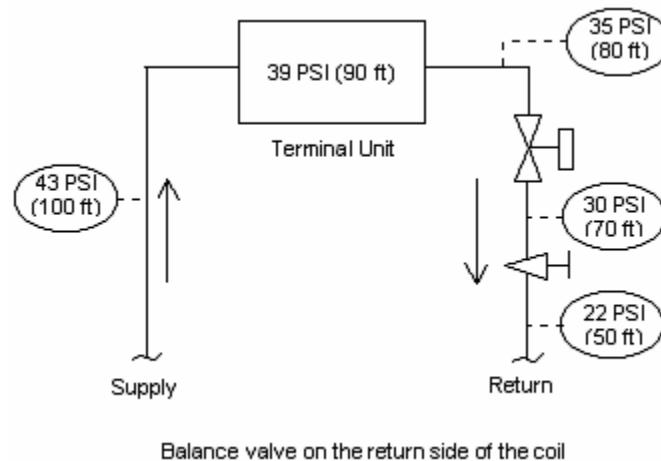 35 PSI
(80 ft)
39 PSI (90 ft)
Terminal Unit
43 PSI
(100 ft)
30 PSI
(70 ft)
22 PSI
(50 ft)
Supply
Return
Balance valve on the return side of the coil